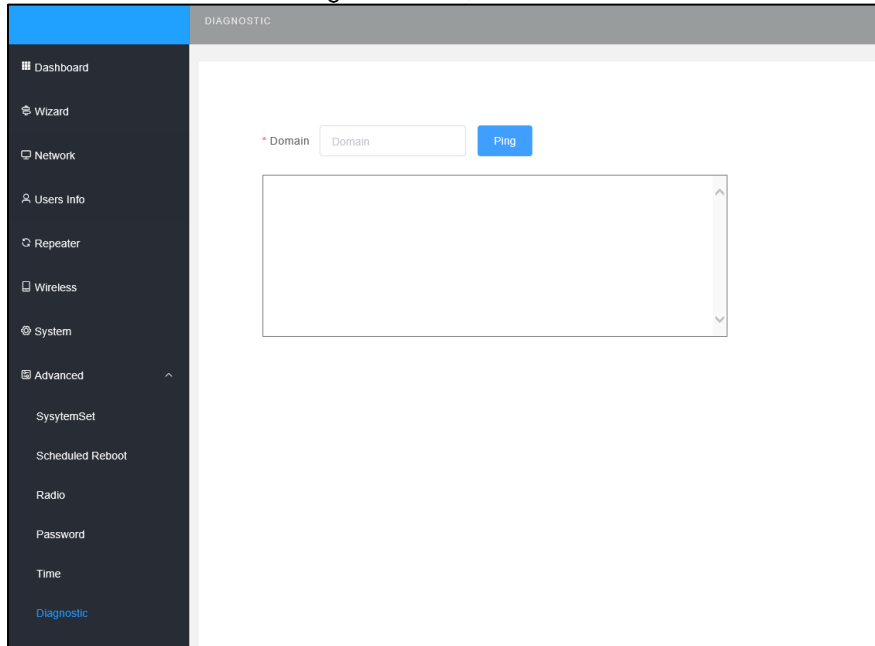 DIAGNOSTIC
Dashboard
Wizard
* Domain Domain Ping
Network
Users Info
Repeater
Wireless
System
Advanced
SysytemSet
Scheduled Reboot
Radio
Password
Time
Diagnostic